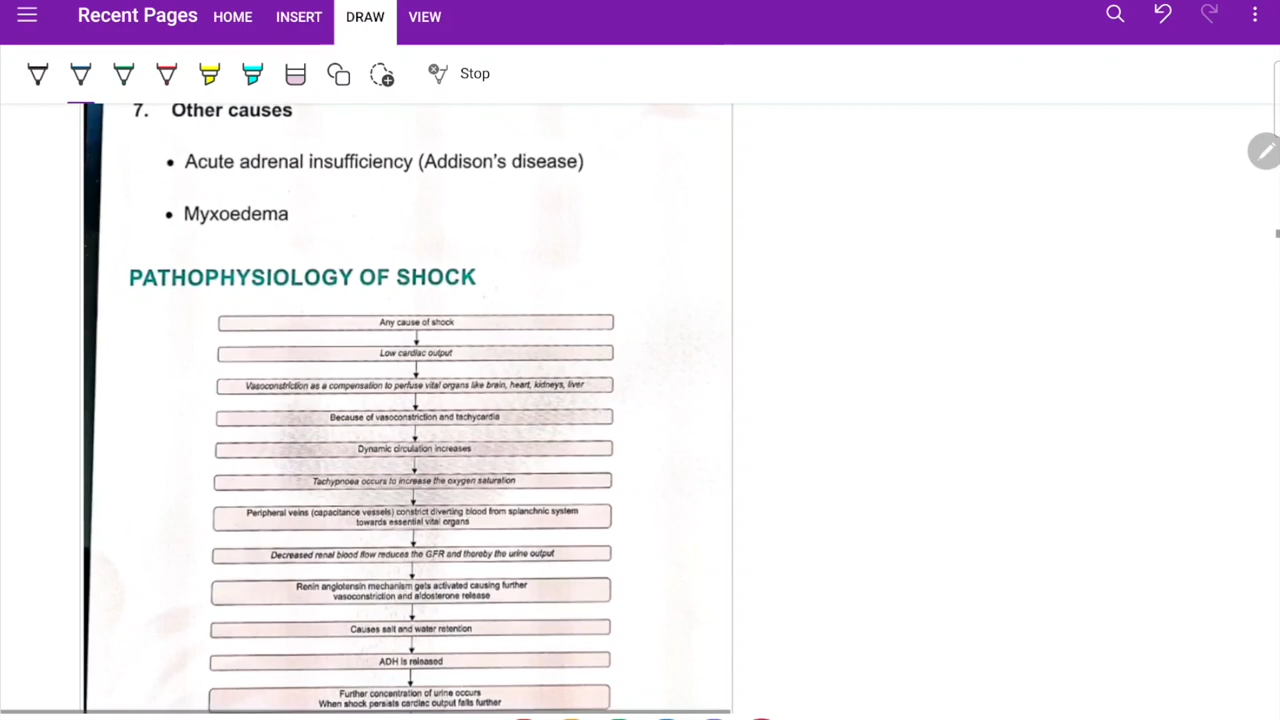 Recent Pages HOME INSERT DRAW VIEW
Stop
7. Other causes
• Acute adrenal insufficiency (Addison's disease)
• Myxoedema
PATHOPHYSIOLOGY OF SHOCK
Any cause of shock
Low cardiac output
Vasoconstriction as a compensation to perfuse vital organs like brain, heart, kidneys, liver
Because of vasoconstriction and tachycardia
Dynamic circulation increases
Tachypnoea occurs to increase the oxygen saturation
Peripheral veins (capacitance vessels) constrict diverting blood from splanchnic system
towards essential vital organs
Decreased renal blood flow reduces the GFR and thereby the urine output
Renin angiotensin mechanism gets activated causing further
vasoconstriction and aldosterone release
Causes salt and water retention
ADH is released
Further concentration of urine occurs
When shock persists cardiac output falls further